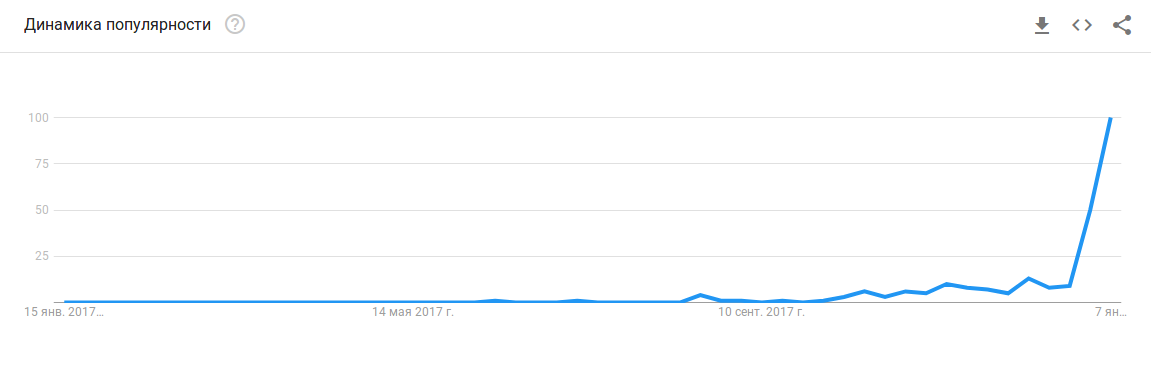 Динамика популярности
100
75
50
25
15 янв. 2017…
14 мая 2017 г.
10 сент. 2017 г.
7 ян…